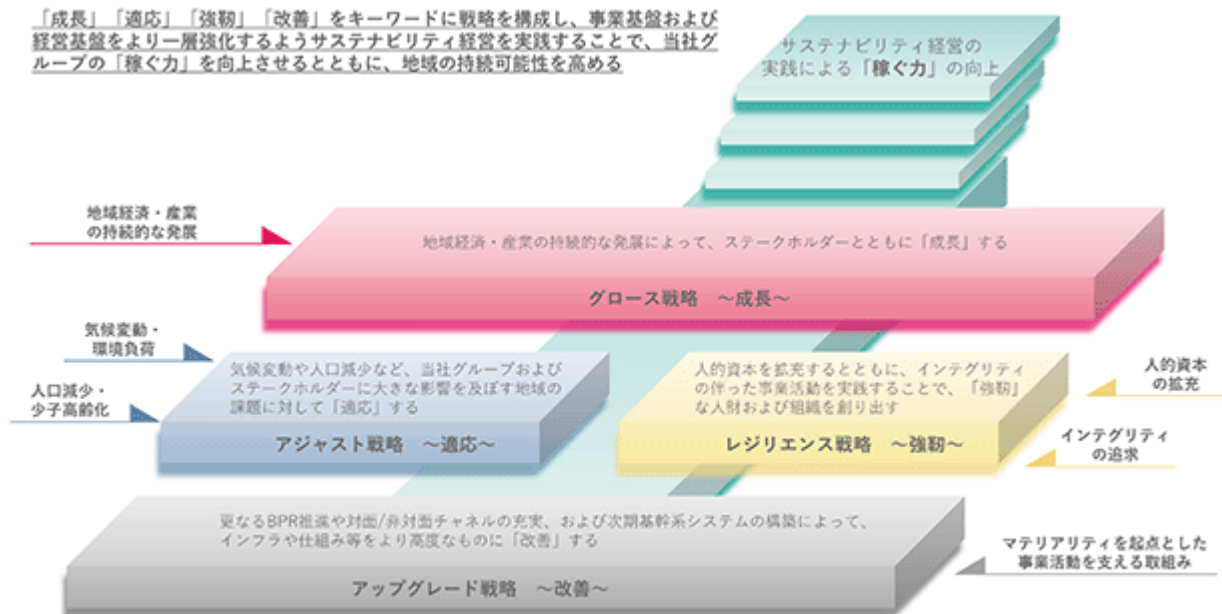 「成長」「適応」「強靭」「改善」をキーワードに戦略を構成し、事業基盤および
経営基盤をより一層強化するようサステナビリティ経営を実践することで、当社グ
ループの「稼ぐ力」を向上させるとともに、地域の持続可能性を高める
サステナビリティ経営の
実践による「稼ぐ力」の向上
地域経済・産業
の持続的な発展
地域経済・産業の持続的な発展によって、ステークホルダーとともに「成長」する
グロース戦略　～成長～
気候変動・
環境負荷
人口減少・
少子高齢化
気候変動や人口減少など、当社グループおよび
ステークホルダーに大きな影響を及ぼす地域の
課題に対して「適応」する
アジャスト戦略　～適応～
人的資本を拡充するとともに、インテグリティ
の伴った事業活動を実践することで、「強靭」
な人財および組織を創り出す
レジリエンス戦略　～強靭～
人的資本
の拡充
インテグリティ
の追求
更なるBPR推進や対面/非対面チャネルの充実、および次期基幹系システムの構築によって、
インフラや仕組み等をより高度なものに「改善」する
アップグレード戦略　～改善～
マテリアリティを起点とした
事業活動を支える取組み